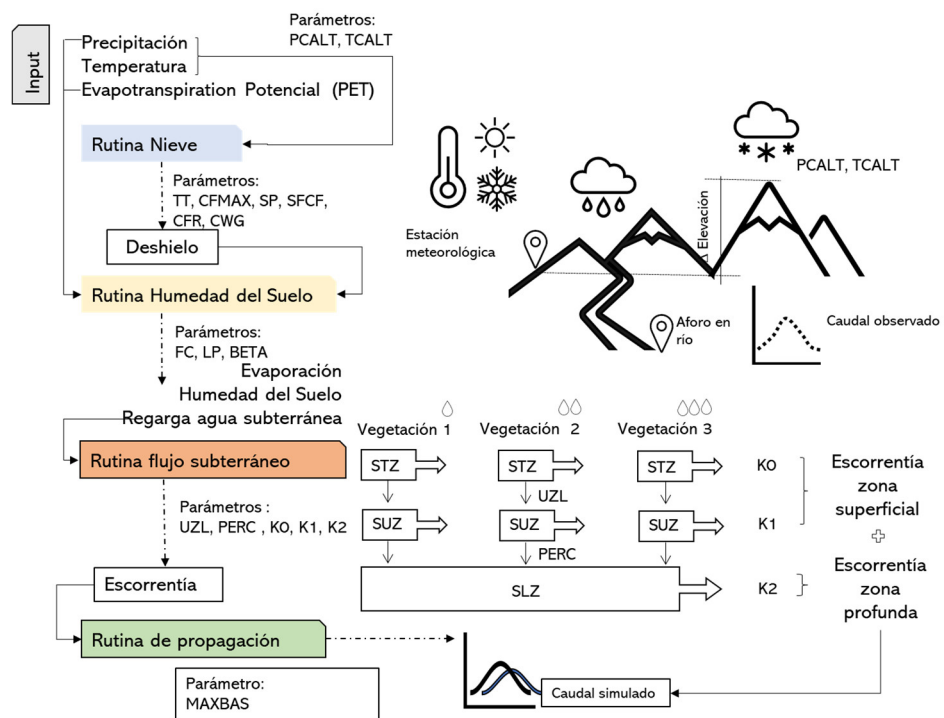 Input
Parámetros:
PCALT, TCALT
Precipitación
Temperatura
Evapotranspiration Potencial (PET)
Rutina Nieve
Parámetros:
TT, CFMAX, SP, SFCF,
CFR, CWG
Deshielo
Rutina Humedad del Suelo
Parámetros:
FC, LP, BETA
Evaporación
Humedad del Suelo
Regarga agua subterránea
Rutina flujo subterráneo
Parámetros :
UZL, PERC , K0, K1, K2
Escorrentía
Rutina de propagación
Parámetro:
MAXBAS
PCALT, TCALT
Δ Elevación
Estación
meteorológica
Aforo en
río
Caudal observado
Vegetación 1
Vegetación 2
Vegetación 3
STZ
STZ
STZ
K0
UZL
SUZ
SUZ
SUZ
K1
PERC
SLZ
K2
Escorrentía
zona
superficial
Escorrentía
zona
profunda
Caudal simulado